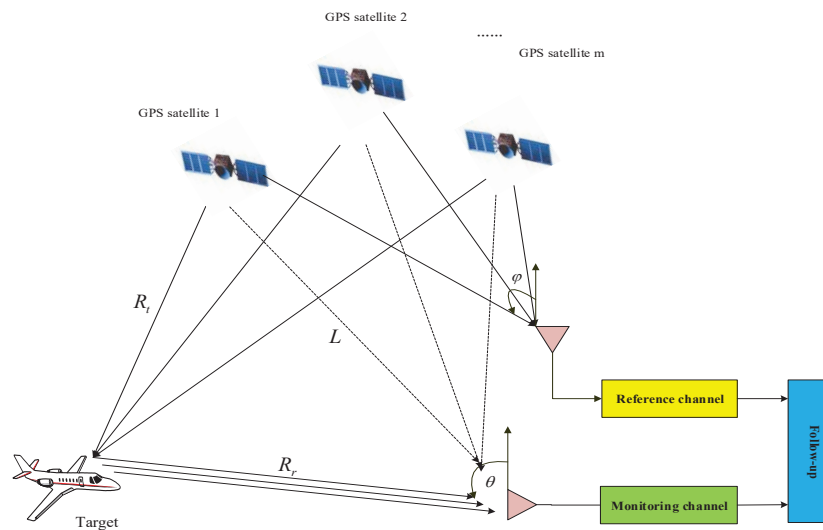 GPS satellite 2
......
GPS satellite m
GPS satellite 1
φ
R_t
L
Reference channel
Follow-up
R_r
θ
Monitoring channel
Target